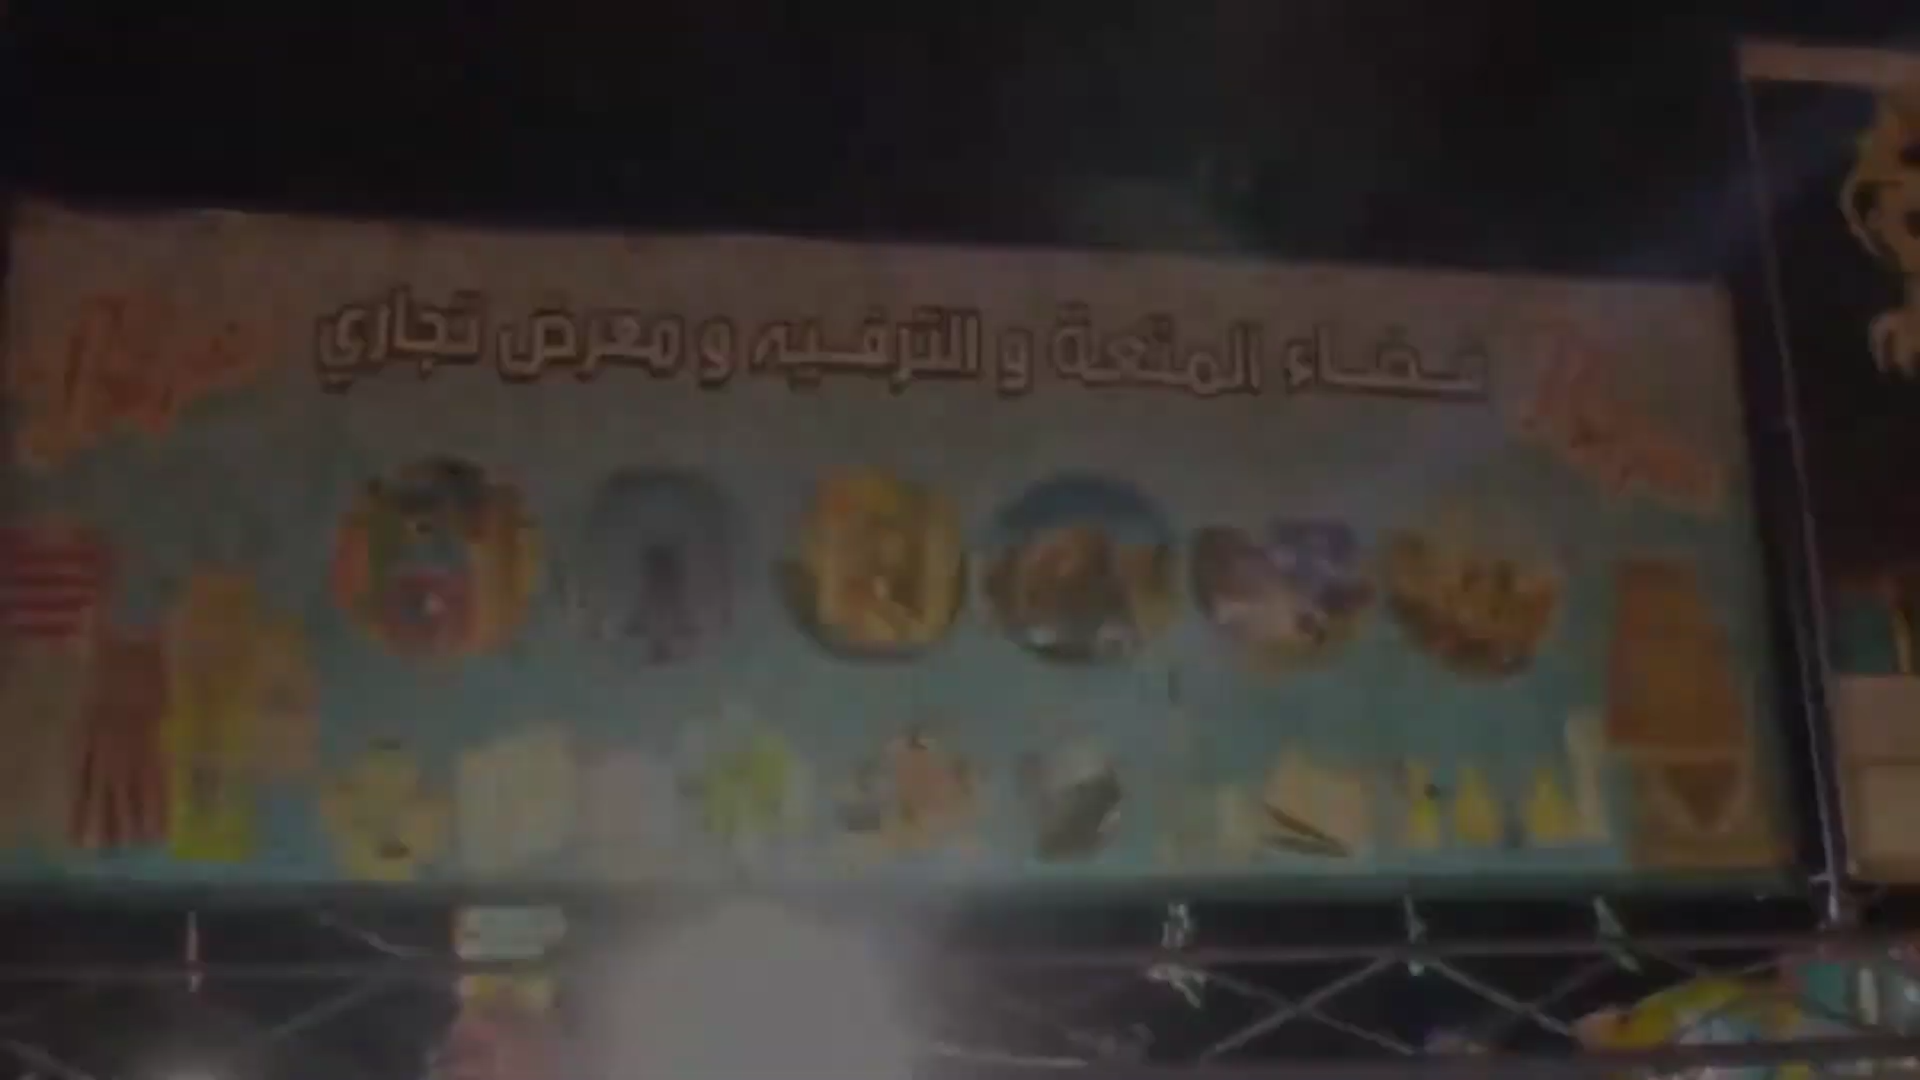 فضاء المتعة و الترفيه و معرض تجاري